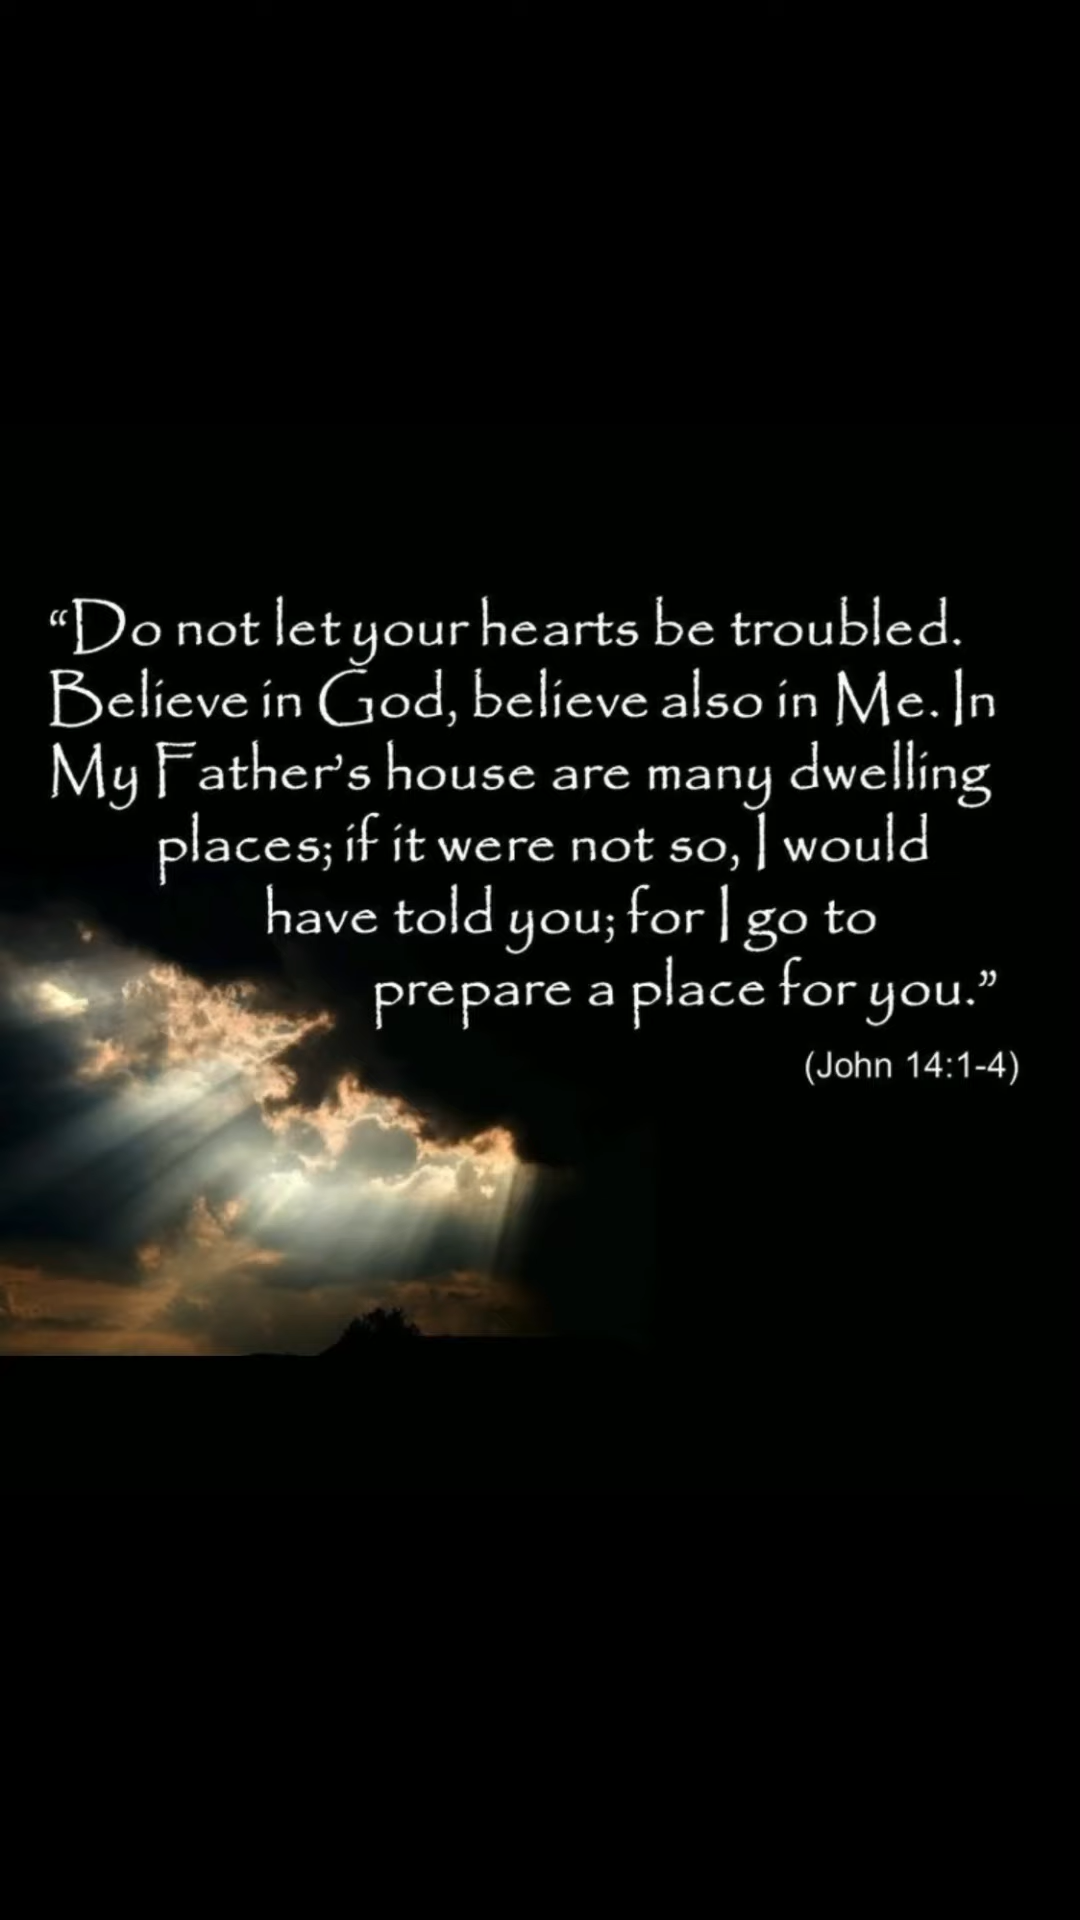 “Do not let your hearts be troubled.
Believe in God, believe also in Me. In
My Father’s house are many dwelling
places; if it were not so, I would
have told you; for I go to
prepare a place for you.”
(John 14:1-4)